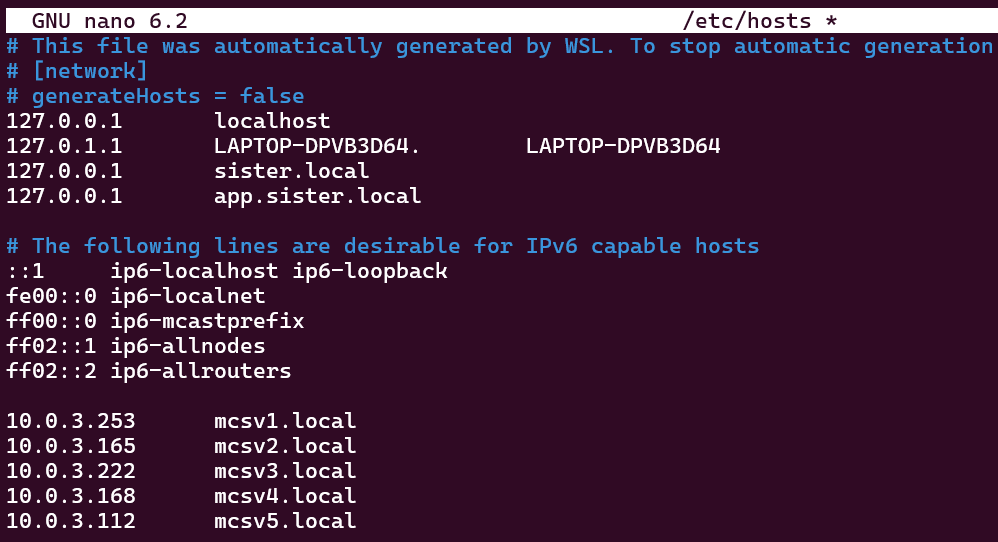 GNU nano 6.2 /etc/hosts *
# This file was automatically generated by WSL. To stop automatic generation
# [network]
# generateHosts = false
127.0.0.1 localhost
127.0.1.1 LAPTOP-DPVB3D64. LAPTOP-DPVB3D64
127.0.0.1 sister.local
127.0.0.1 app.sister.local
# The following lines are desirable for IPv6 capable hosts
::1 ip6-localhost ip6-loopback
fe00::0 ip6-localnet
ff00::0 ip6-mcastprefix
ff02::1 ip6-allnodes
ff02::2 ip6-allrouters
10.0.3.253 mcsv1.local
10.0.3.165 mcsv2.local
10.0.3.222 mcsv3.local
10.0.3.168 mcsv4.local
10.0.3.112 mcsv5.local